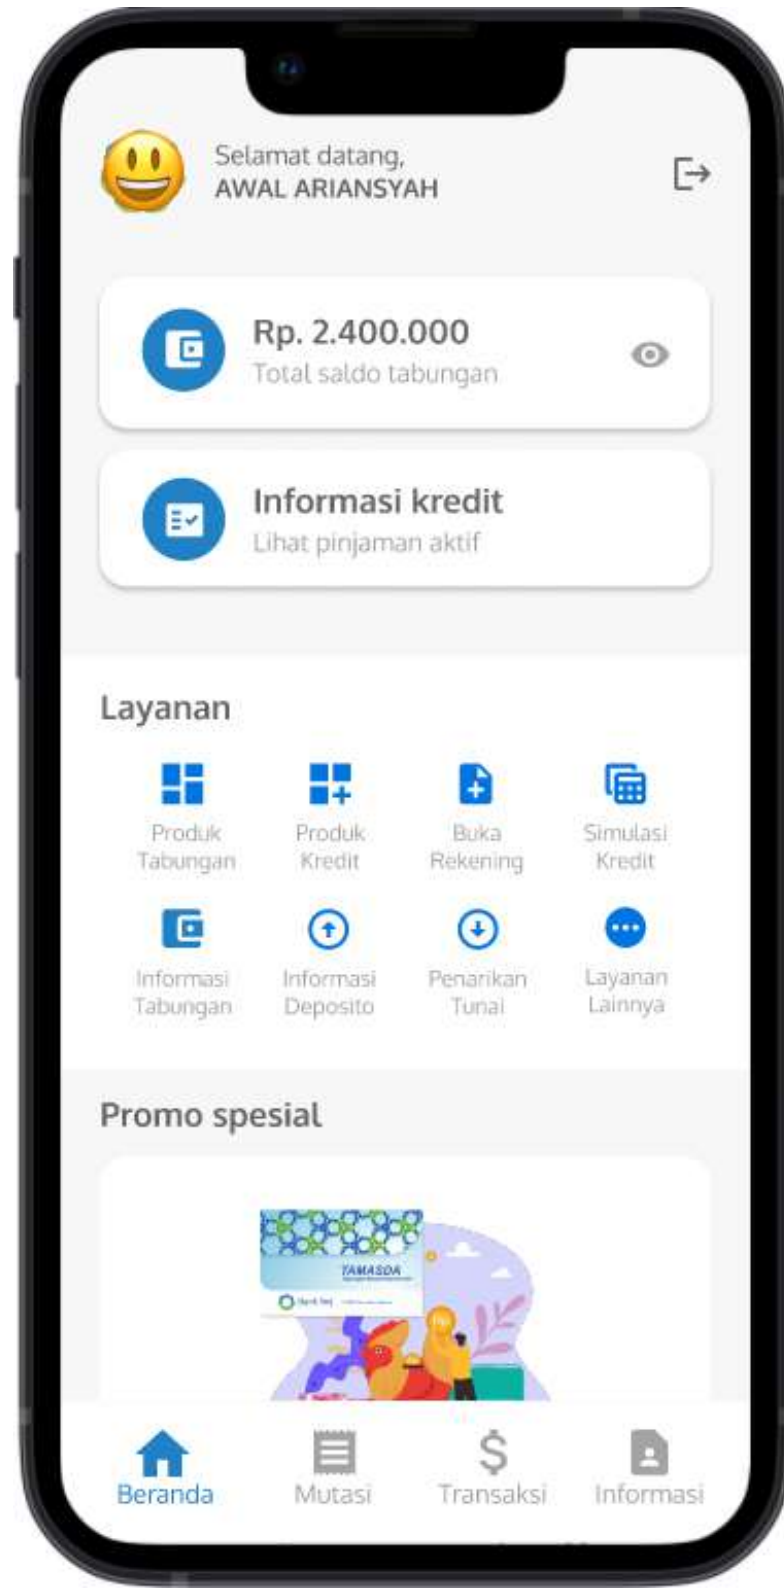 Selamat datang,
AWAL ARIANSYAH
Rp. 2.400.000
Total saldo tabungan
Informasi kredit
Lihat pinjaman aktif
Layanan
Produk
Tabungan
Produk
Kredit
Buka
Rekening
Simulasi
Kredit
Informasi
Tabungan
Informasi
Deposito
Penarikan
Tunai
Layanan
Lainnya
Promo spesial
TAMASDA
Beranda
Mutasi
Transaksi
Informasi